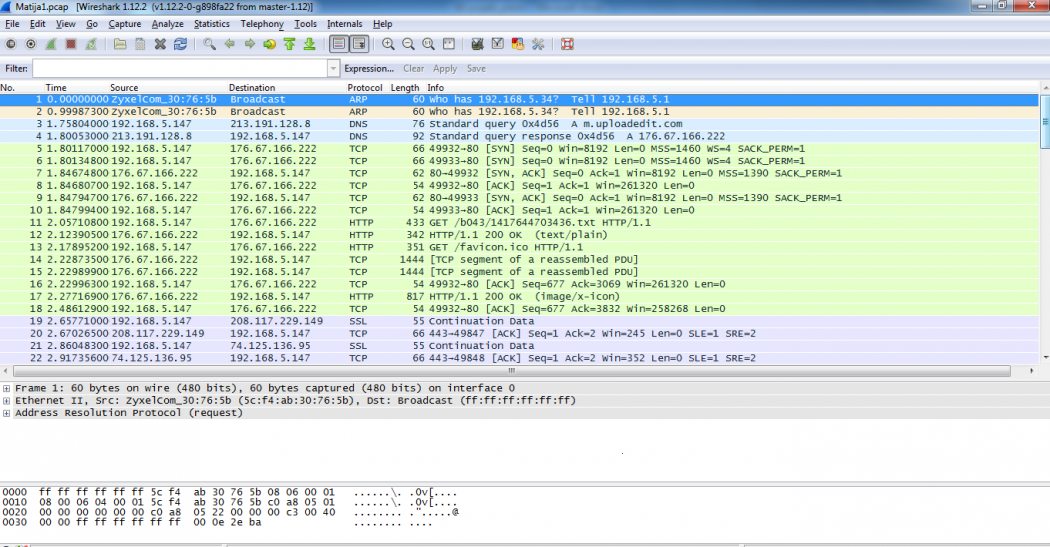 Matija1.pcap [Wireshark 1.12.2 (v1.12.2-0-g898fa22 from master-1.12)]
File Edit View Go Capture Analyze Statistics Telephony Tools Internals Help
Filter: Expression... Clear Apply Save
No. Time Source Destination Protocol Length Info
1 0.00000000 ZyxelCom_30:76:5b Broadcast ARP 60 Who has 192.168.5.34? Tell 192.168.5.1
2 0.99987300 ZyxelCom_30:76:5b Broadcast ARP 60 Who has 192.168.5.34? Tell 192.168.5.1
3 1.75804000 192.168.5.147 213.191.128.8 DNS 76 Standard query 0x4d56 A m.uploadedit.com
4 1.80053000 213.191.128.8 192.168.5.147 DNS 92 Standard query response 0x4d56 A 176.67.166.222
5 1.80117000 192.168.5.147 176.67.166.222 TCP 66 49932→80 [SYN] Seq=0 Win=8192 Len=0 MSS=1460 WS=4 SACK_PERM=1
6 1.80134800 192.168.5.147 176.67.166.222 TCP 66 49933→80 [SYN] Seq=0 Win=8192 Len=0 MSS=1460 WS=4 SACK_PERM=1
7 1.84674800 176.67.166.222 192.168.5.147 TCP 62 80→49932 [SYN, ACK] Seq=0 Ack=1 Win=8192 Len=0 MSS=1390 SACK_PERM=1
8 1.84680700 192.168.5.147 176.67.166.222 TCP 54 49932→80 [ACK] Seq=1 Ack=1 Win=261320 Len=0
9 1.84794700 176.67.166.222 192.168.5.147 TCP 62 80→49933 [SYN, ACK] Seq=0 Ack=1 Win=8192 Len=0 MSS=1390 SACK_PERM=1
10 1.84799400 192.168.5.147 176.67.166.222 TCP 54 49933→80 [ACK] Seq=1 Ack=1 Win=261320 Len=0
11 2.05710800 192.168.5.147 176.67.166.222 HTTP 433 GET /b043/1417644703436.txt HTTP/1.1
12 2.12390500 176.67.166.222 192.168.5.147 HTTP 342 HTTP/1.1 200 OK (text/plain)
13 2.17895200 192.168.5.147 176.67.166.222 HTTP 351 GET /favicon.ico HTTP/1.1
14 2.22873500 176.67.166.222 192.168.5.147 TCP 1444 [TCP segment of a reassembled PDU]
15 2.22989900 176.67.166.222 192.168.5.147 TCP 1444 [TCP segment of a reassembled PDU]
16 2.22996300 192.168.5.147 176.67.166.222 TCP 54 49932→80 [ACK] Seq=677 Ack=3069 Win=261320 Len=0
17 2.27716900 176.67.166.222 192.168.5.147 HTTP 817 HTTP/1.1 200 OK (image/x-icon)
18 2.48612900 192.168.5.147 176.67.166.222 TCP 54 49932→80 [ACK] Seq=677 Ack=3832 Win=258268 Len=0
19 2.65771000 192.168.5.147 208.117.229.149 SSL 55 Continuation Data
20 2.67026500 208.117.229.149 192.168.5.147 TCP 66 443→49847 [ACK] Seq=1 Ack=2 Win=245 Len=0 SLE=1 SRE=2
21 2.86048300 192.168.5.147 74.125.136.95 SSL 55 Continuation Data
22 2.91735600 74.125.136.95 192.168.5.147 TCP 66 443→49848 [ACK] Seq=1 Ack=2 Win=352 Len=0 SLE=1 SRE=2
Frame 1: 60 bytes on wire (480 bits), 60 bytes captured (480 bits) on interface 0
Ethernet II, Src: ZyxelCom_30:76:5b (5c:f4:ab:30:76:5b), Dst: Broadcast (ff:ff:ff:ff:ff:ff)
Address Resolution Protocol (request)
0000 ff ff ff ff ff ff 5c f4 ab 30 76 5b 08 06 00 01 ......\. .0v[....
0010 08 00 06 04 00 01 5c f4 ab 30 76 5b c0 a8 05 01 ......\. .0v[....
0020 00 00 00 00 00 00 c0 a8 05 22 00 00 00 c3 00 40 ........ .".....@
0030 00 00 ff ff ff ff ff ff 00 0e 2e ba ........ ....